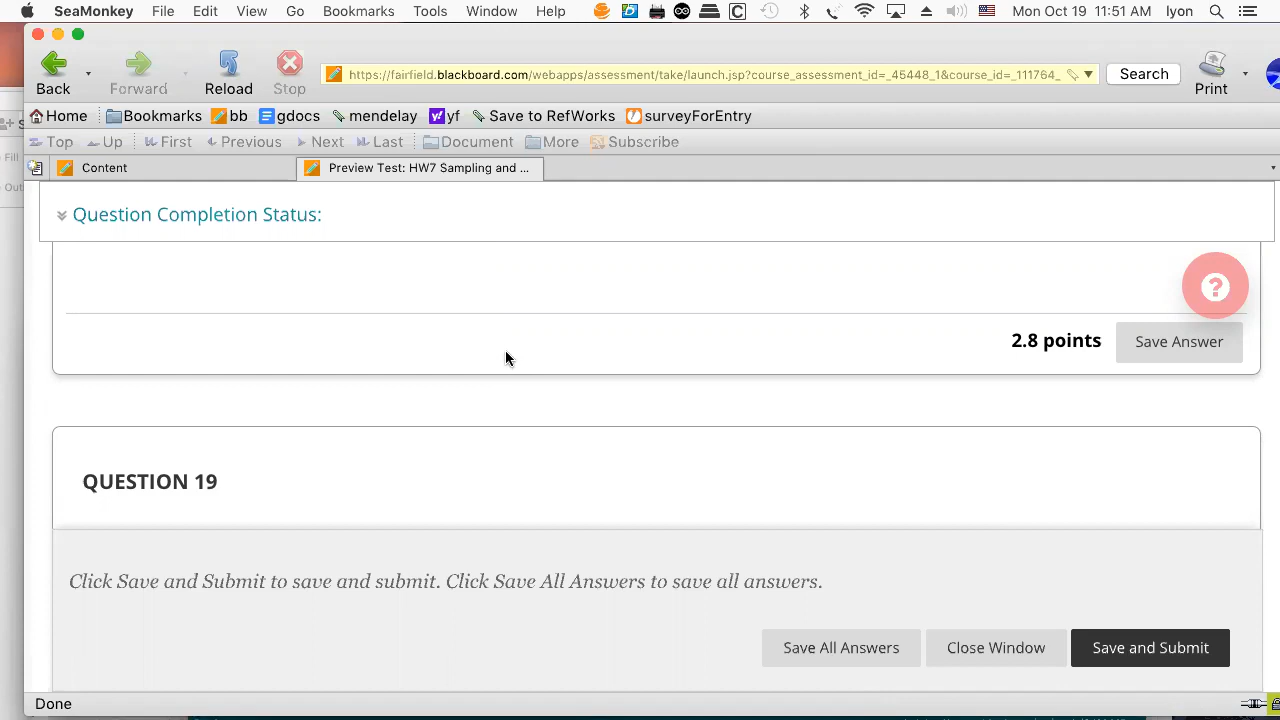 SeaMonkey File Edit View Go Bookmarks Tools Window Help Mon Oct 19 11:51 AM lyon
Back Forward Reload Stop https://fairfield.blackboard.com/webapps/assessment/take/launch.jsp?course_assessment_id=_45448_1&course_id=_111764_ Search Print
Home Bookmarks bb gdocs mendelay yf Save to RefWorks surveyForEntry
Top Up First Previous Next Last Document More Subscribe
Content Preview Test: HW7 Sampling and ...
Fill
Question Completion Status:
?
2.8 points Save Answer
QUESTION 19
Click Save and Submit to save and submit. Click Save All Answers to save all answers.
Save All Answers Close Window Save and Submit
Done